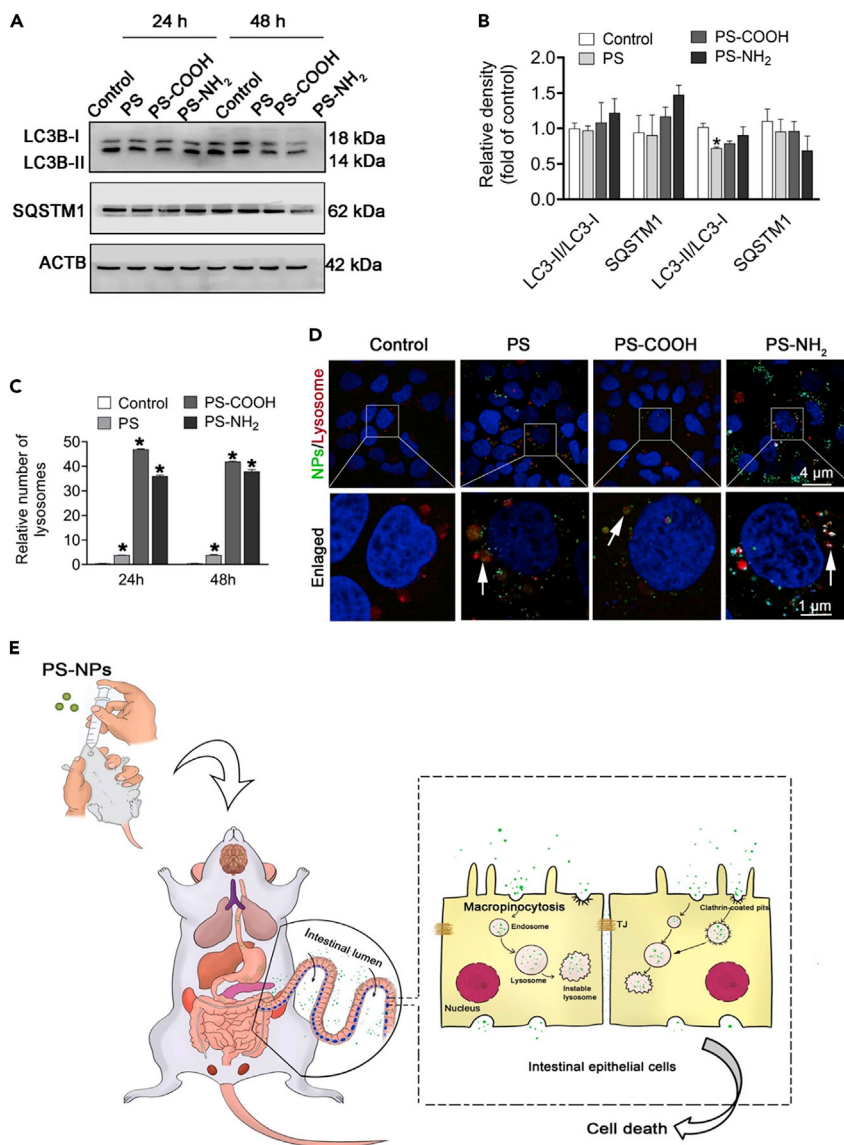 A
24 h
48 h
Control
PS
PS-COOH
PS-NH2
Control
PS
PS-COOH
PS-NH2
LC3B-I
18 kDa
LC3B-II
14 kDa
SQSTM1
62 kDa
ACTB
42 kDa
B
Control
PS-COOH
PS
PS-NH2
Relative density
(fold of control)
2.0
1.5
1.0
0.5
0.0
*
LC3-II/LC3-I
SQSTM1
LC3-II/LC3-I
SQSTM1
C
Control
PS-COOH
PS
PS-NH2
Relative number of
lysosomes
50
40
30
20
10
0
*
*
*
*
*
*
24h
48h
D
Control
PS
PS-COOH
PS-NH2
NPs/Lysosome
4 μm
Enlaged
1 μm
E
PS-NPs
Intestinal lumen
Macropinocytosis
Endosome
Lysosome
Instable
lysosome
Nucleus
TJ
Clathrin-coated pits
Nucleus
Intestinal epithelial cells
Cell death